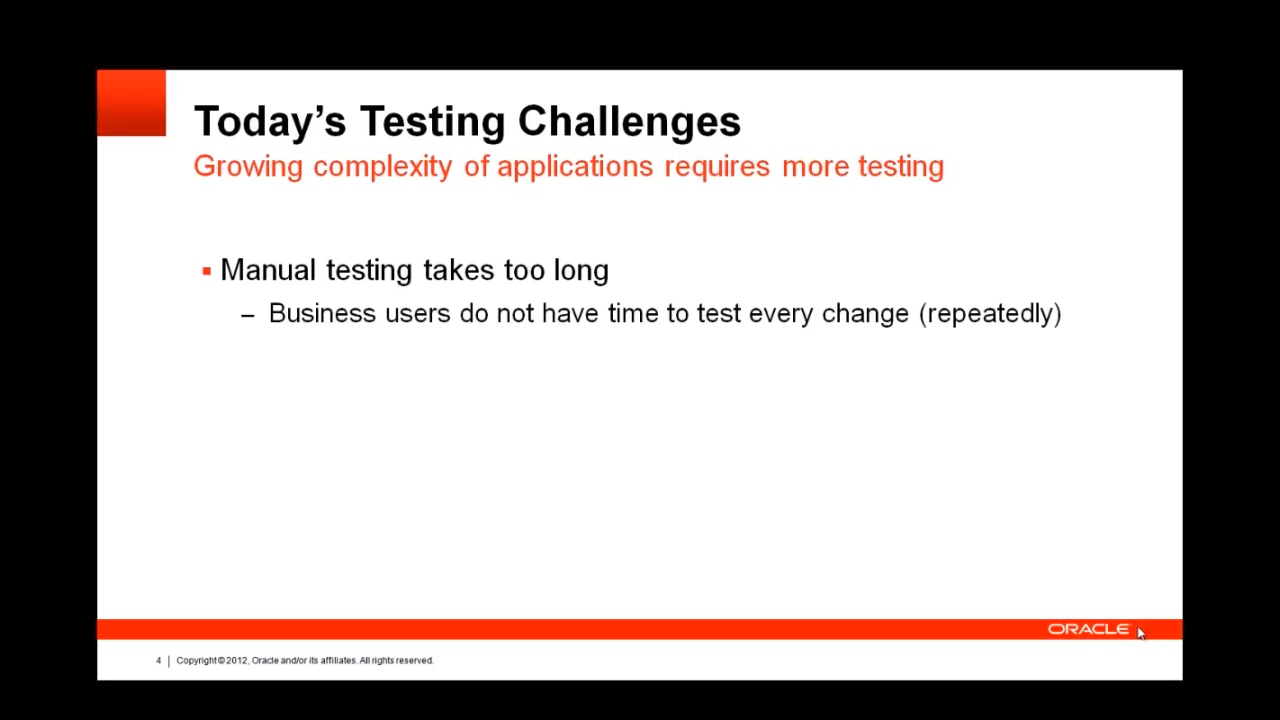 Today’s Testing Challenges
Growing complexity of applications requires more testing
▪ Manual testing takes too long
– Business users do not have time to test every change (repeatedly)
ORACLE
4 | Copyright © 2012, Oracle and/or its affiliates. All rights reserved.